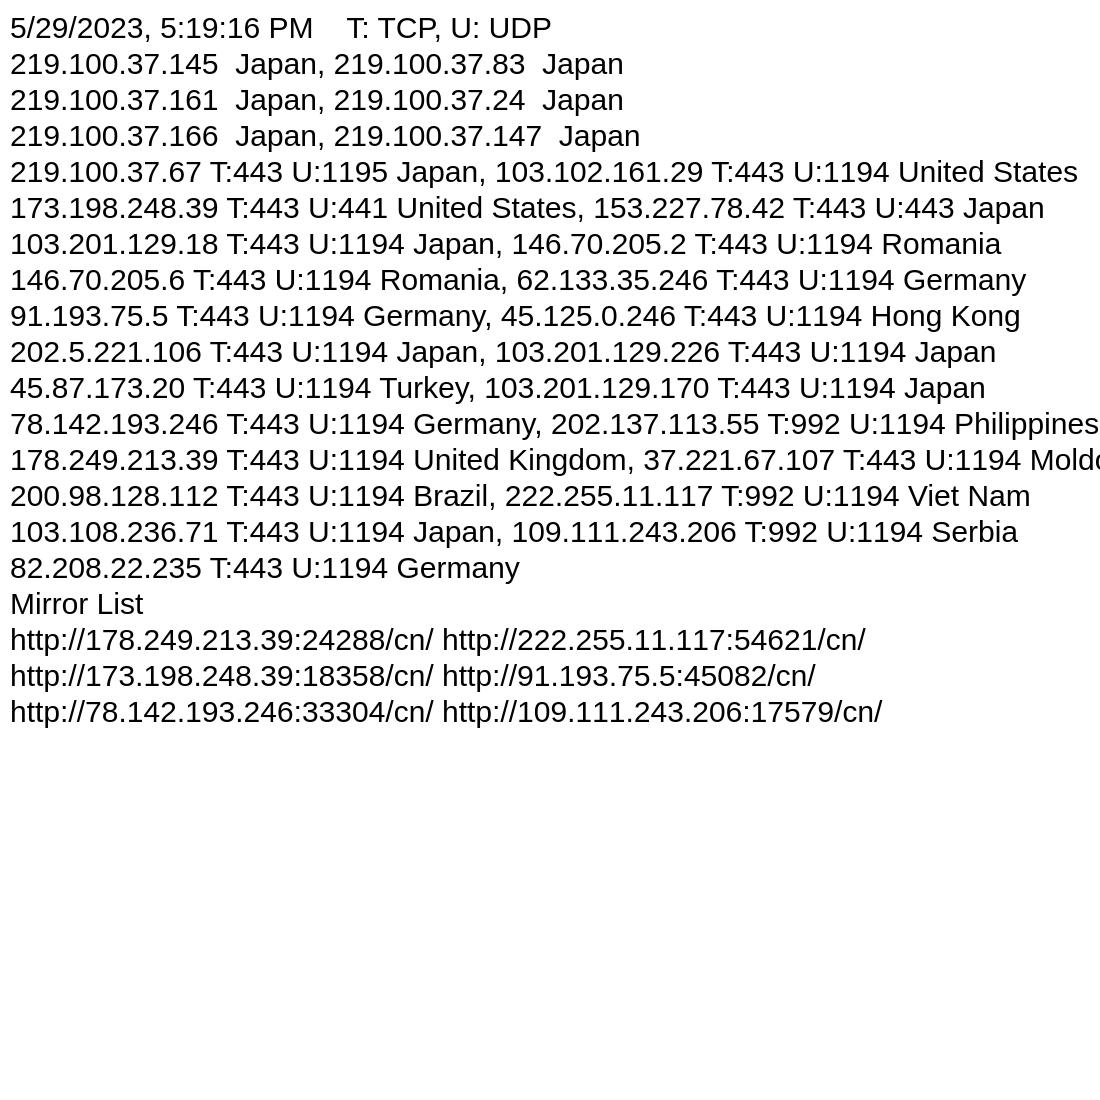 5/29/2023, 5:19:16 PM    T: TCP, U: UDP
219.100.37.145  Japan, 219.100.37.83  Japan
219.100.37.161  Japan, 219.100.37.24  Japan
219.100.37.166  Japan, 219.100.37.147  Japan
219.100.37.67 T:443 U:1195 Japan, 103.102.161.29 T:443 U:1194 United States
173.198.248.39 T:443 U:441 United States, 153.227.78.42 T:443 U:443 Japan
103.201.129.18 T:443 U:1194 Japan, 146.70.205.2 T:443 U:1194 Romania
146.70.205.6 T:443 U:1194 Romania, 62.133.35.246 T:443 U:1194 Germany
91.193.75.5 T:443 U:1194 Germany, 45.125.0.246 T:443 U:1194 Hong Kong
202.5.221.106 T:443 U:1194 Japan, 103.201.129.226 T:443 U:1194 Japan
45.87.173.20 T:443 U:1194 Turkey, 103.201.129.170 T:443 U:1194 Japan
78.142.193.246 T:443 U:1194 Germany, 202.137.113.55 T:992 U:1194 Philippines
178.249.213.39 T:443 U:1194 United Kingdom, 37.221.67.107 T:443 U:1194
200.98.128.112 T:443 U:1194 Brazil, 222.255.11.117 T:992 U:1194 Viet Nam
103.108.236.71 T:443 U:1194 Japan, 109.111.243.206 T:992 U:1194 Serbia
82.208.22.235 T:443 U:1194 Germany
Mirror List
http://178.249.213.39:24288/cn/ http://222.255.11.117:54621/cn/
http://173.198.248.39:18358/cn/ http://91.193.75.5:45082/cn/
http://78.142.193.246:33304/cn/ http://109.111.243.206:17579/cn/